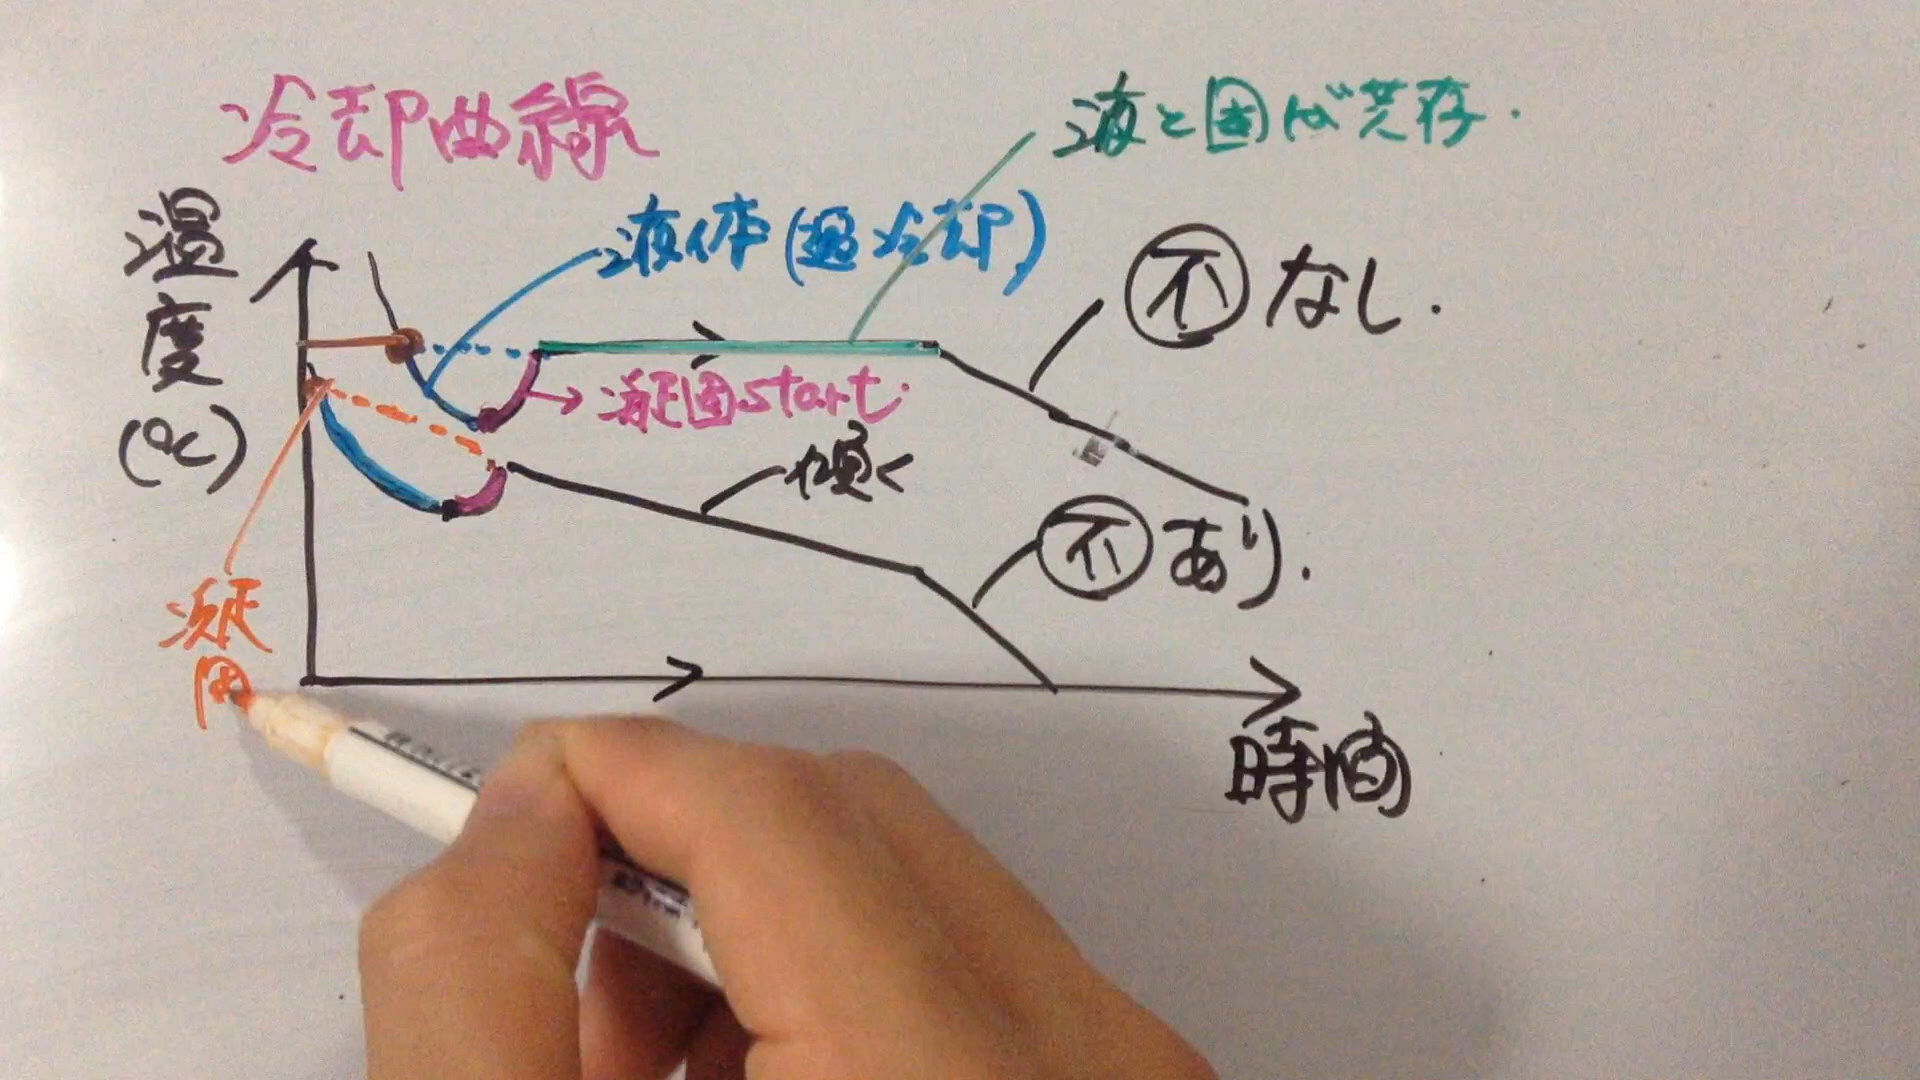 冷却曲線
液と固が共存.
温度(℃)
液体(過冷却)
不なし.
凝固start.
傾く
不あり.
凝固
時間